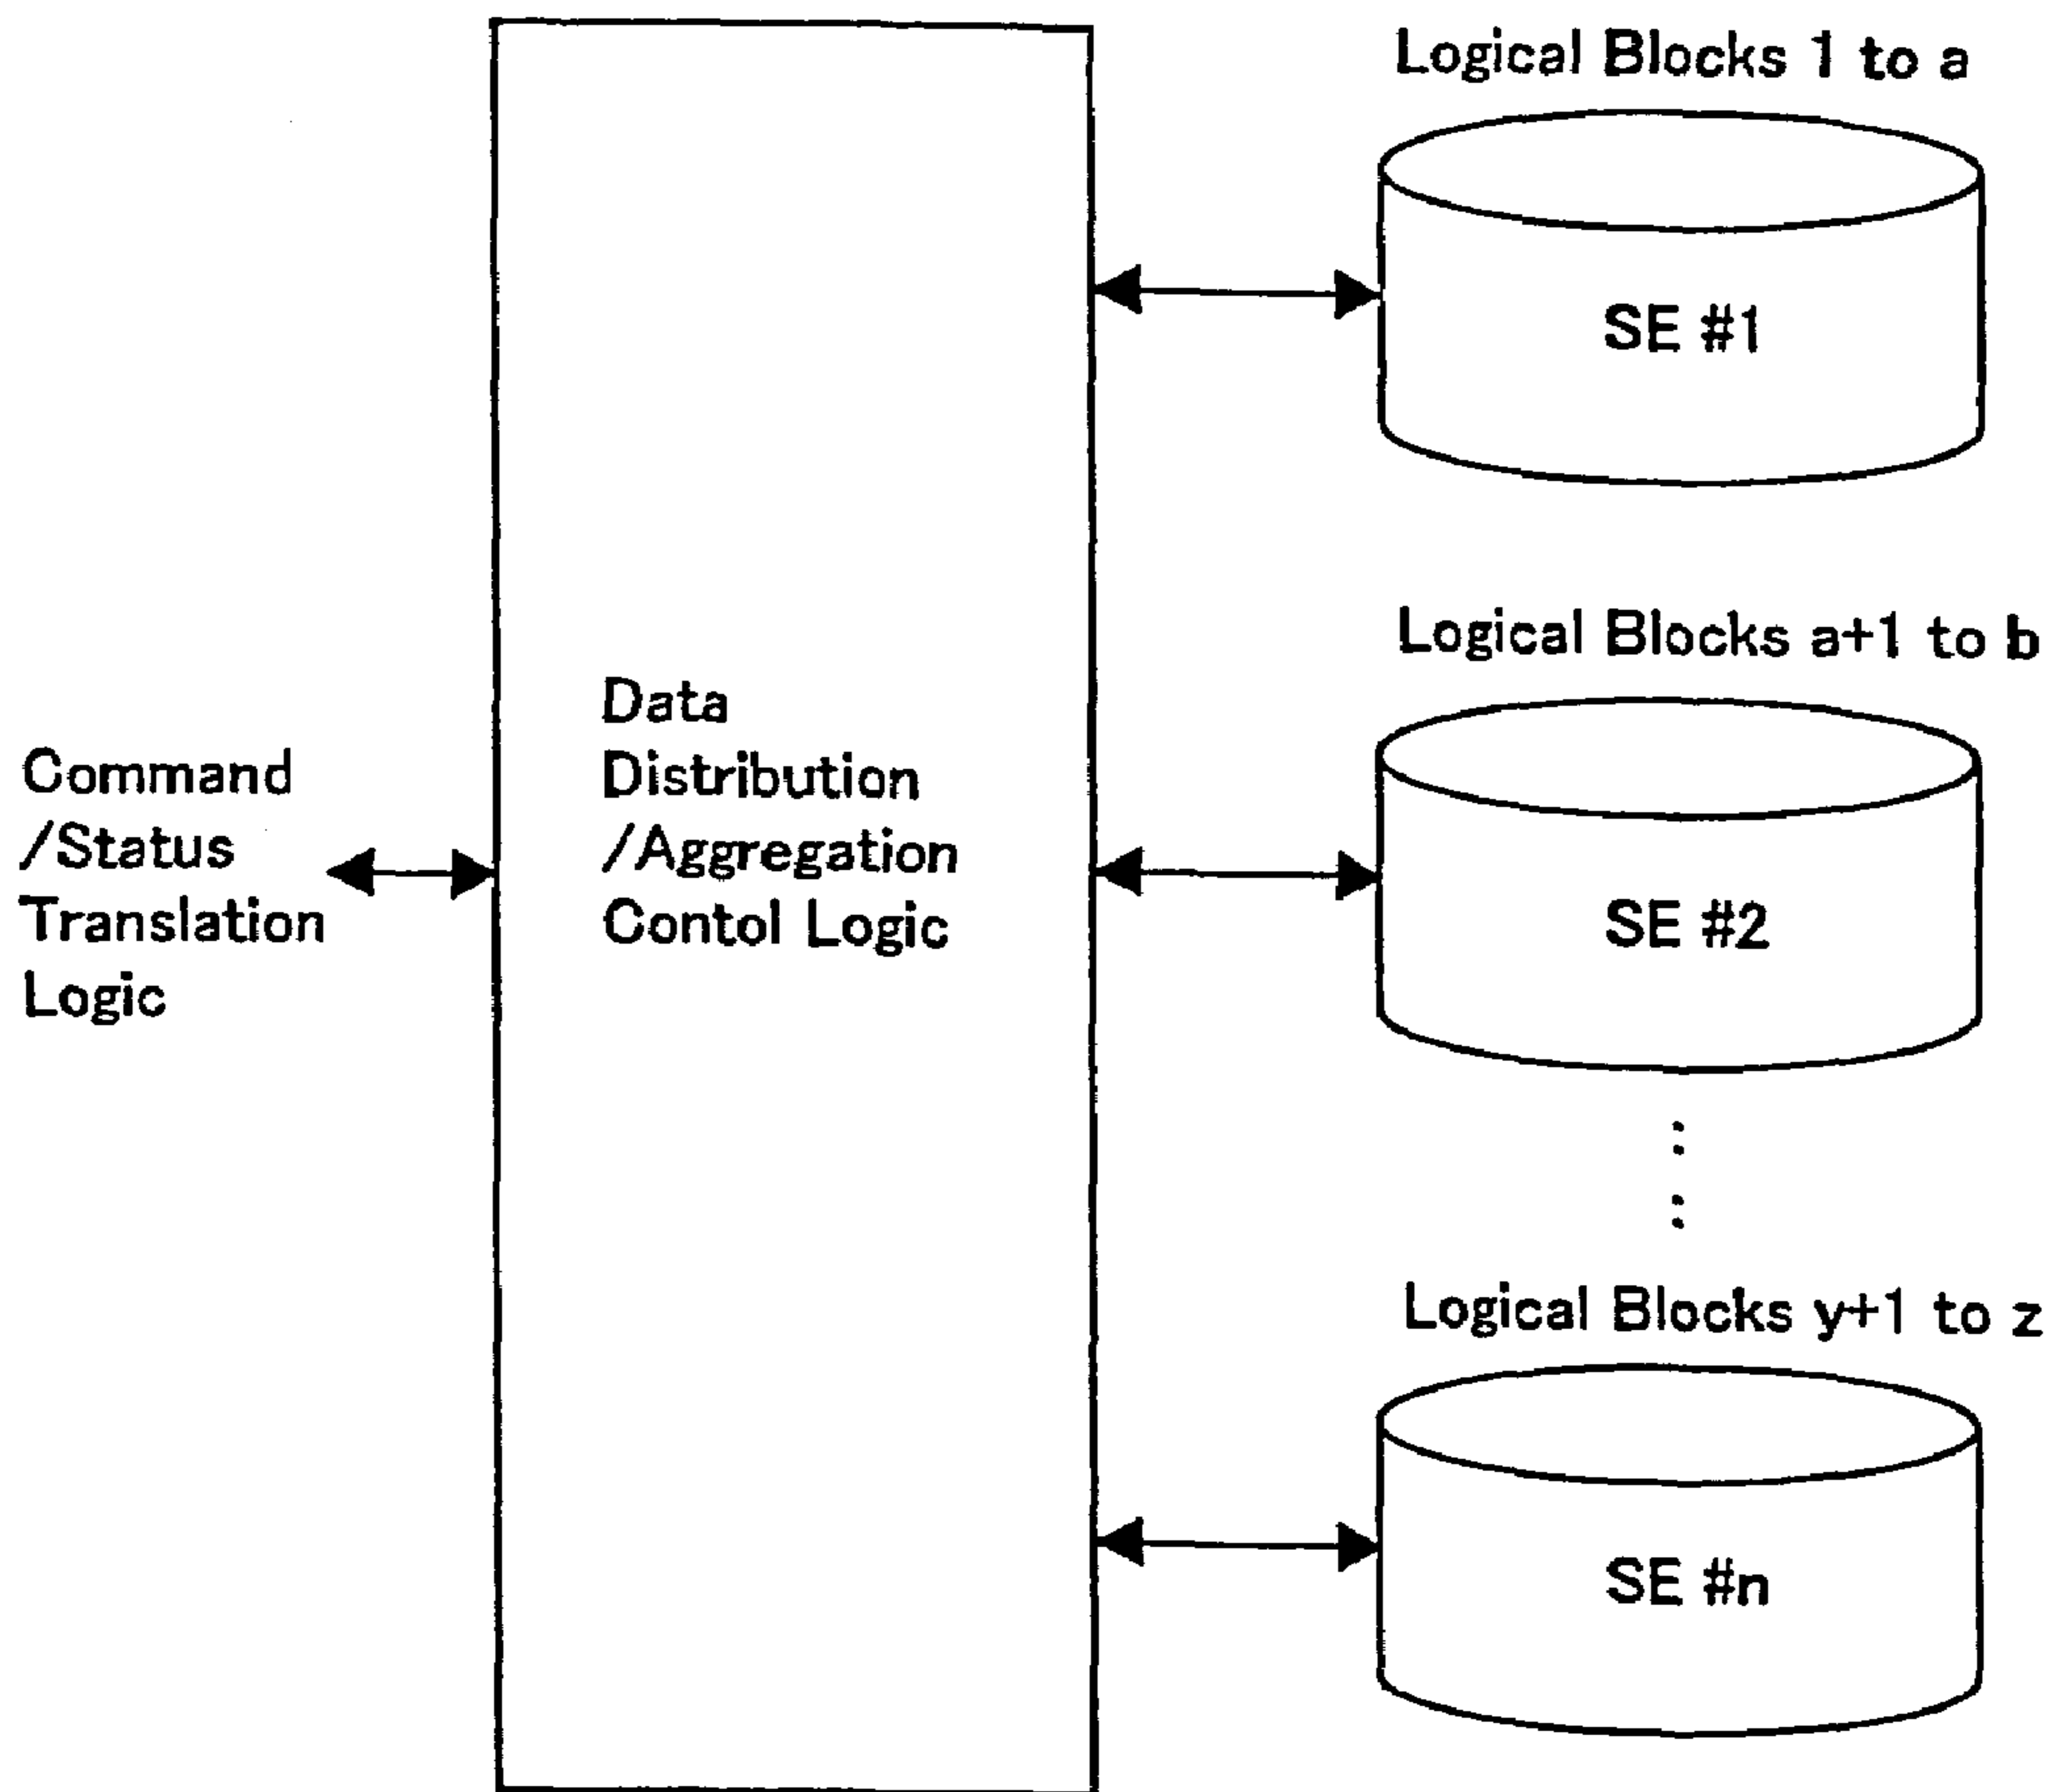 Logical Blocks 1 to a
SE #1
Logical Blocks a+1 to b
Command
/Status
Translation
Logic
Data
Distribution
/Aggregation
Contol Logic
SE #2
Logical Blocks y+1 to z
SE #n